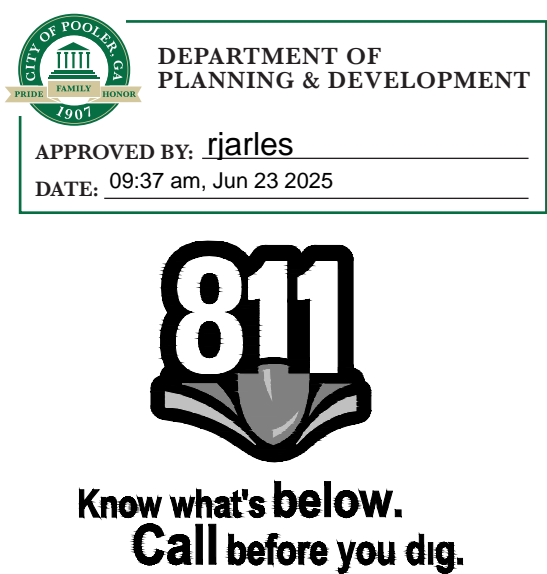 CITY OF POOLER, GA
PRIDE FAMILY HONOR
1907
DEPARTMENT OF
PLANNING & DEVELOPMENT
APPROVED BY: rjarles
DATE: 09:37 am, Jun 23 2025
811
Know what's below.
Call before you dig.